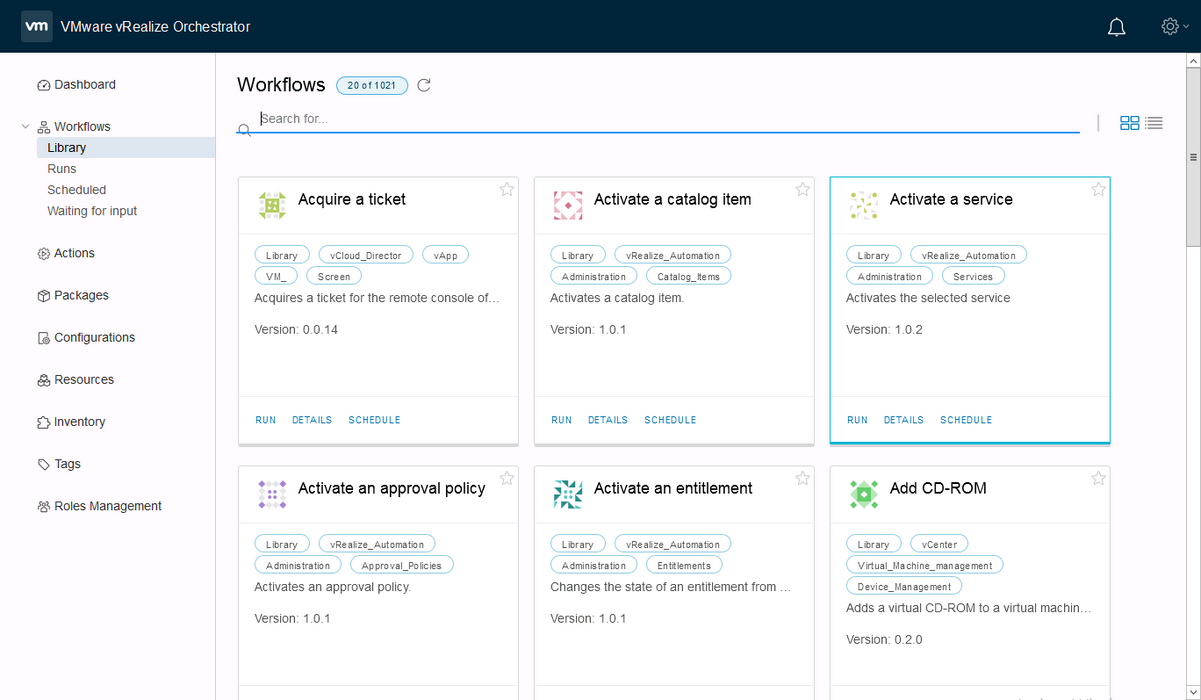 vm VMware vRealize Orchestrator
Dashboard
Workflows
Library
Runs
Scheduled
Waiting for input
Actions
Packages
Configurations
Resources
Inventory
Tags
Roles Management
Workflows 20 of 1021
Search for...
Acquire a ticket
Library vCloud_Director vApp
VM_ Screen
Acquires a ticket for the remote console of...
Version: 0.0.14
RUN DETAILS SCHEDULE
Activate a catalog item
Library vRealize_Automation
Administration Catalog_Items
Activates a catalog item.
Version: 1.0.1
RUN DETAILS SCHEDULE
Activate a service
Library vRealize_Automation
Administration Services
Activates the selected service
Version: 1.0.2
RUN DETAILS SCHEDULE
Activate an approval policy
Library vRealize_Automation
Administration Approval_Policies
Activates an approval policy.
Version: 1.0.1
Activate an entitlement
Library vRealize_Automation
Administration Entitlements
Changes the state of an entitlement from ...
Version: 1.0.1
Add CD-ROM
Library vCenter
Virtual_Machine_management
Device_Management
Adds a virtual CD-ROM to a virtual machin...
Version: 0.2.0